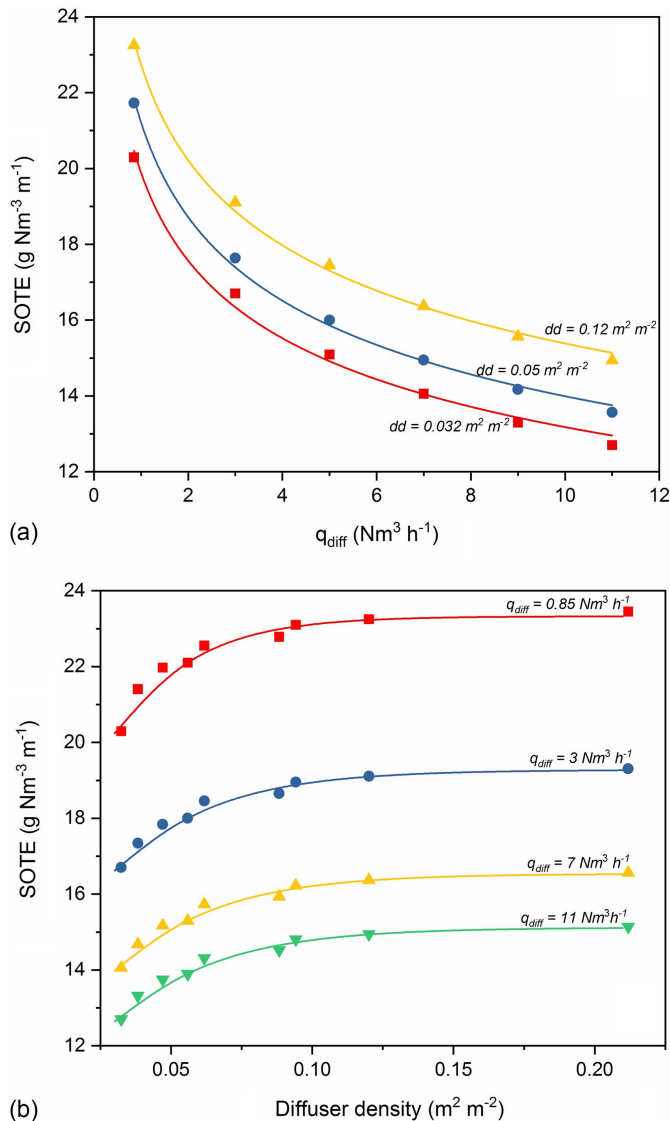 24
22
20
18
16
14
12
SOTE (g Nm⁻³ m⁻¹)
dd = 0.12 m² m⁻²
dd = 0.05 m² m⁻²
dd = 0.032 m² m⁻²
0 2 4 6 8 10 12
(a)
q_diff (Nm³ h⁻¹)
24
22
20
18
16
14
12
SOTE (g Nm⁻³ m⁻¹)
q_diff = 0.85 Nm³ h⁻¹
q_diff = 3 Nm³ h⁻¹
q_diff = 7 Nm³ h⁻¹
q_diff = 11 Nm³h⁻¹
0.05 0.10 0.15 0.20
(b)
Diffuser density (m² m⁻²)